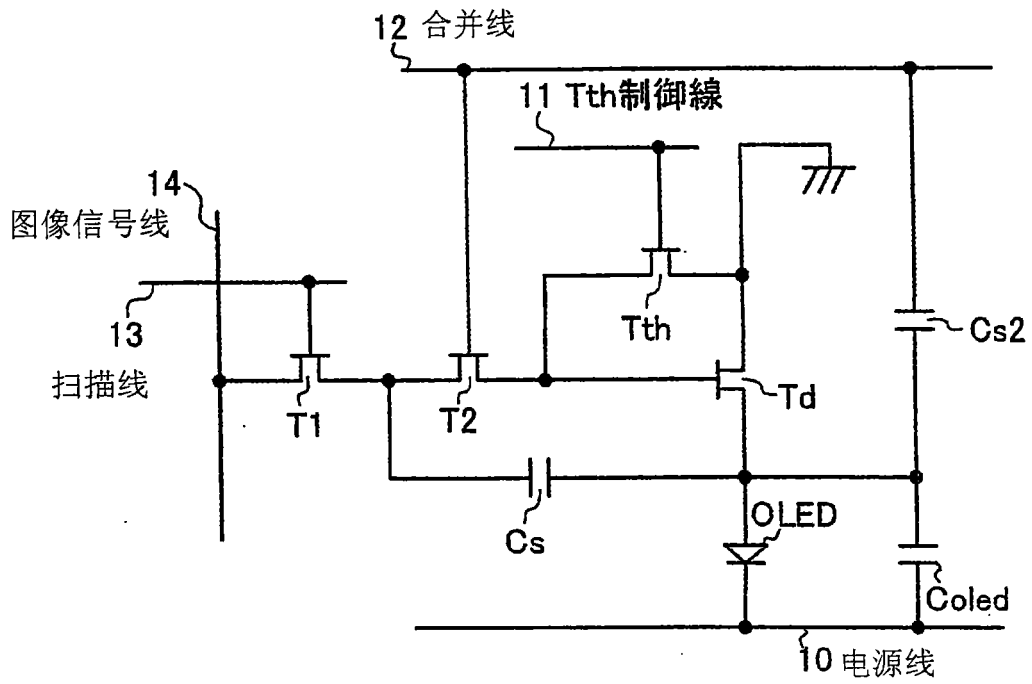 12 合并线
11 Tth制御線
14
图像信号线
13
扫描线
Tth
Cs2
T1
T2
Td
Cs
OLED
Coled
10 电源线